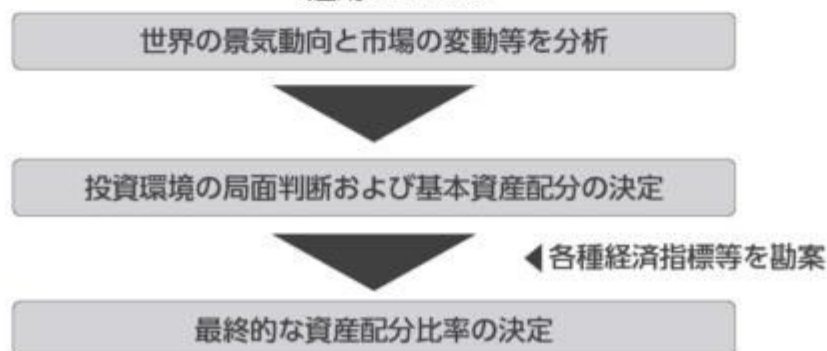 世界の景気動向と市場の変動等を分析
投資環境の局面判断および基本資産配分の決定
◀各種経済指標等を勘案
最終的な資産配分比率の決定